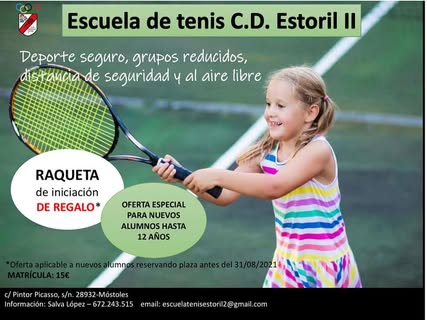 Escuela de tenis C.D. Estoril II
Deporte seguro, grupos reducidos,
distancia de seguridad y al aire libre
RAQUETA
de iniciación
DE REGALO*
OFERTA ESPECIAL
PARA NUEVOS
ALUMNOS HASTA
12 AÑOS
*Oferta aplicable a nuevos alumnos reservando plaza antes del 31/08/2021
MATRÍCULA: 15€
c/ Pintor Picasso, s/n. 28932-Móstoles
Información: Salva López – 672.243.515 email: escuelatenisestoril2@gmail.com